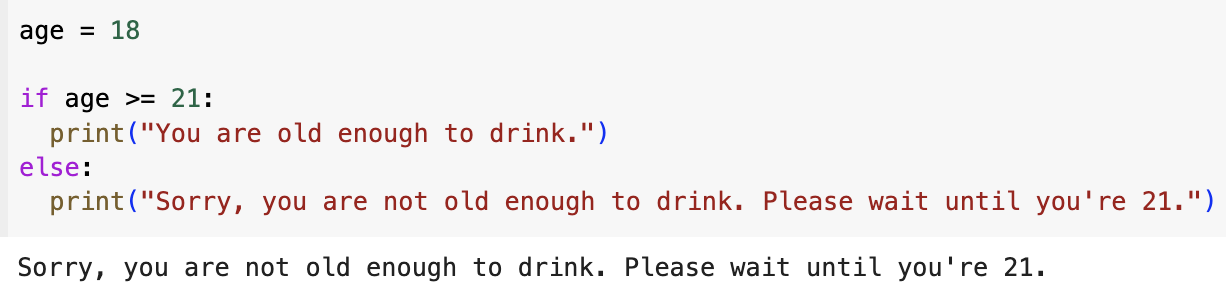 age = 18
if age >= 21:
  print("You are old enough to drink.")
else:
  print("Sorry, you are not old enough to drink. Please wait until you're 21.")
Sorry, you are not old enough to drink. Please wait until you're 21.